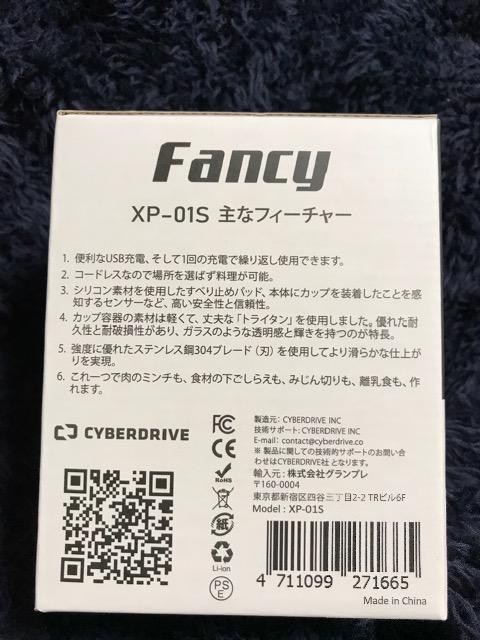 Fancy
XP-01S 主なフィーチャー
1. 便利なUSB充電、そして1回の充電で繰り返し使用できます。
2. コードレスなので場所を選ばず料理が可能。
3. シリコン素材を使用したすべり止めパッド、本体にカップを装着したことを感
知するセンサーなど、高い安全性と信頼性。
4. カップ容器の素材は軽くて、丈夫な「トライタン」を使用しました。優れた耐
久性と耐破損性があり、ガラスのような透明感と輝きを持つのが特長。
5. 強度に優れたステンレス鋼304ブレード（刃）を使用してより滑らかな仕上が
りを実現。
6. これ一つで肉のミンチも、食材の下ごしらえも、みじん切りも、離乳食も、作
れます。
CYBERDRIVE
FC
CE
RoHS
紙
Li-ion
PS
E
製造元: CYBERDRIVE INC
技術サポート: CYBERDRIVE INC
E-mail: contact@cyberdrive.co
※ 製品に関しての技術的サポートのお問い合
わせはCYBERDRIVE社 となります。
輸入元: 株式会社グランプレ
〒160-0004
東京都新宿区四谷三丁目2-2 TRビル6F
Model : XP-01S
4 711099 271665
Made in China